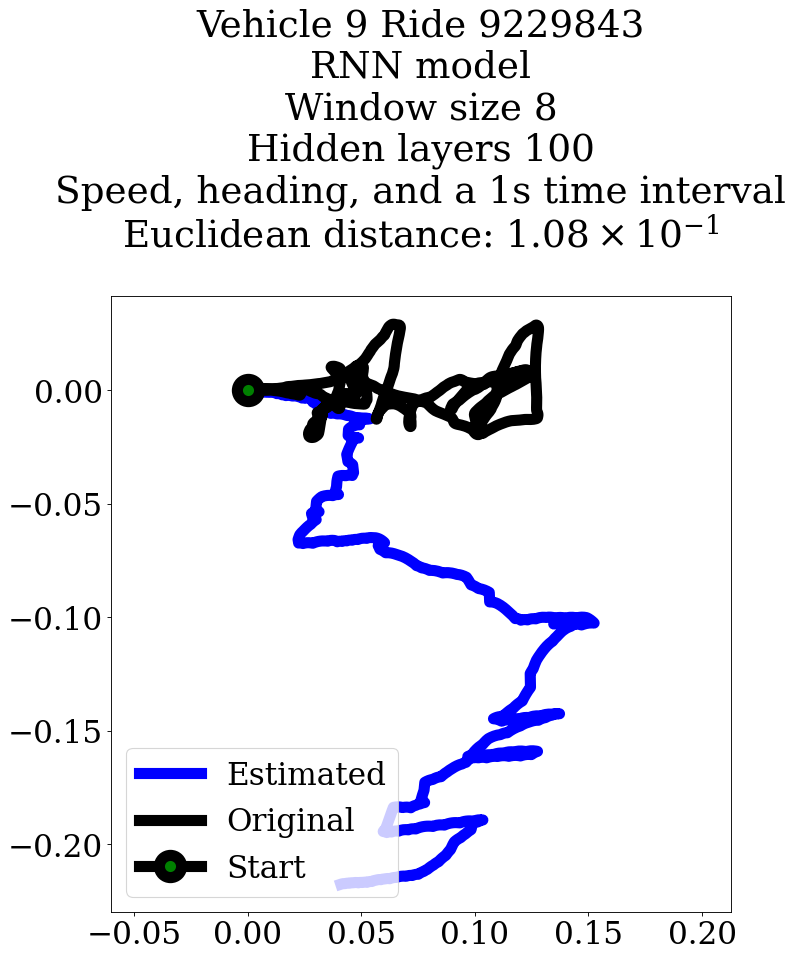 Vehicle 9 Ride 9229843
RNN model
Window size 8
Hidden layers 100
Speed, heading, and a 1s time interval
Euclidean distance: 1.08 × 10⁻¹
0.00
−0.05
−0.10
−0.15
−0.20
Estimated
Original
Start
−0.05 0.00 0.05 0.10 0.15 0.20